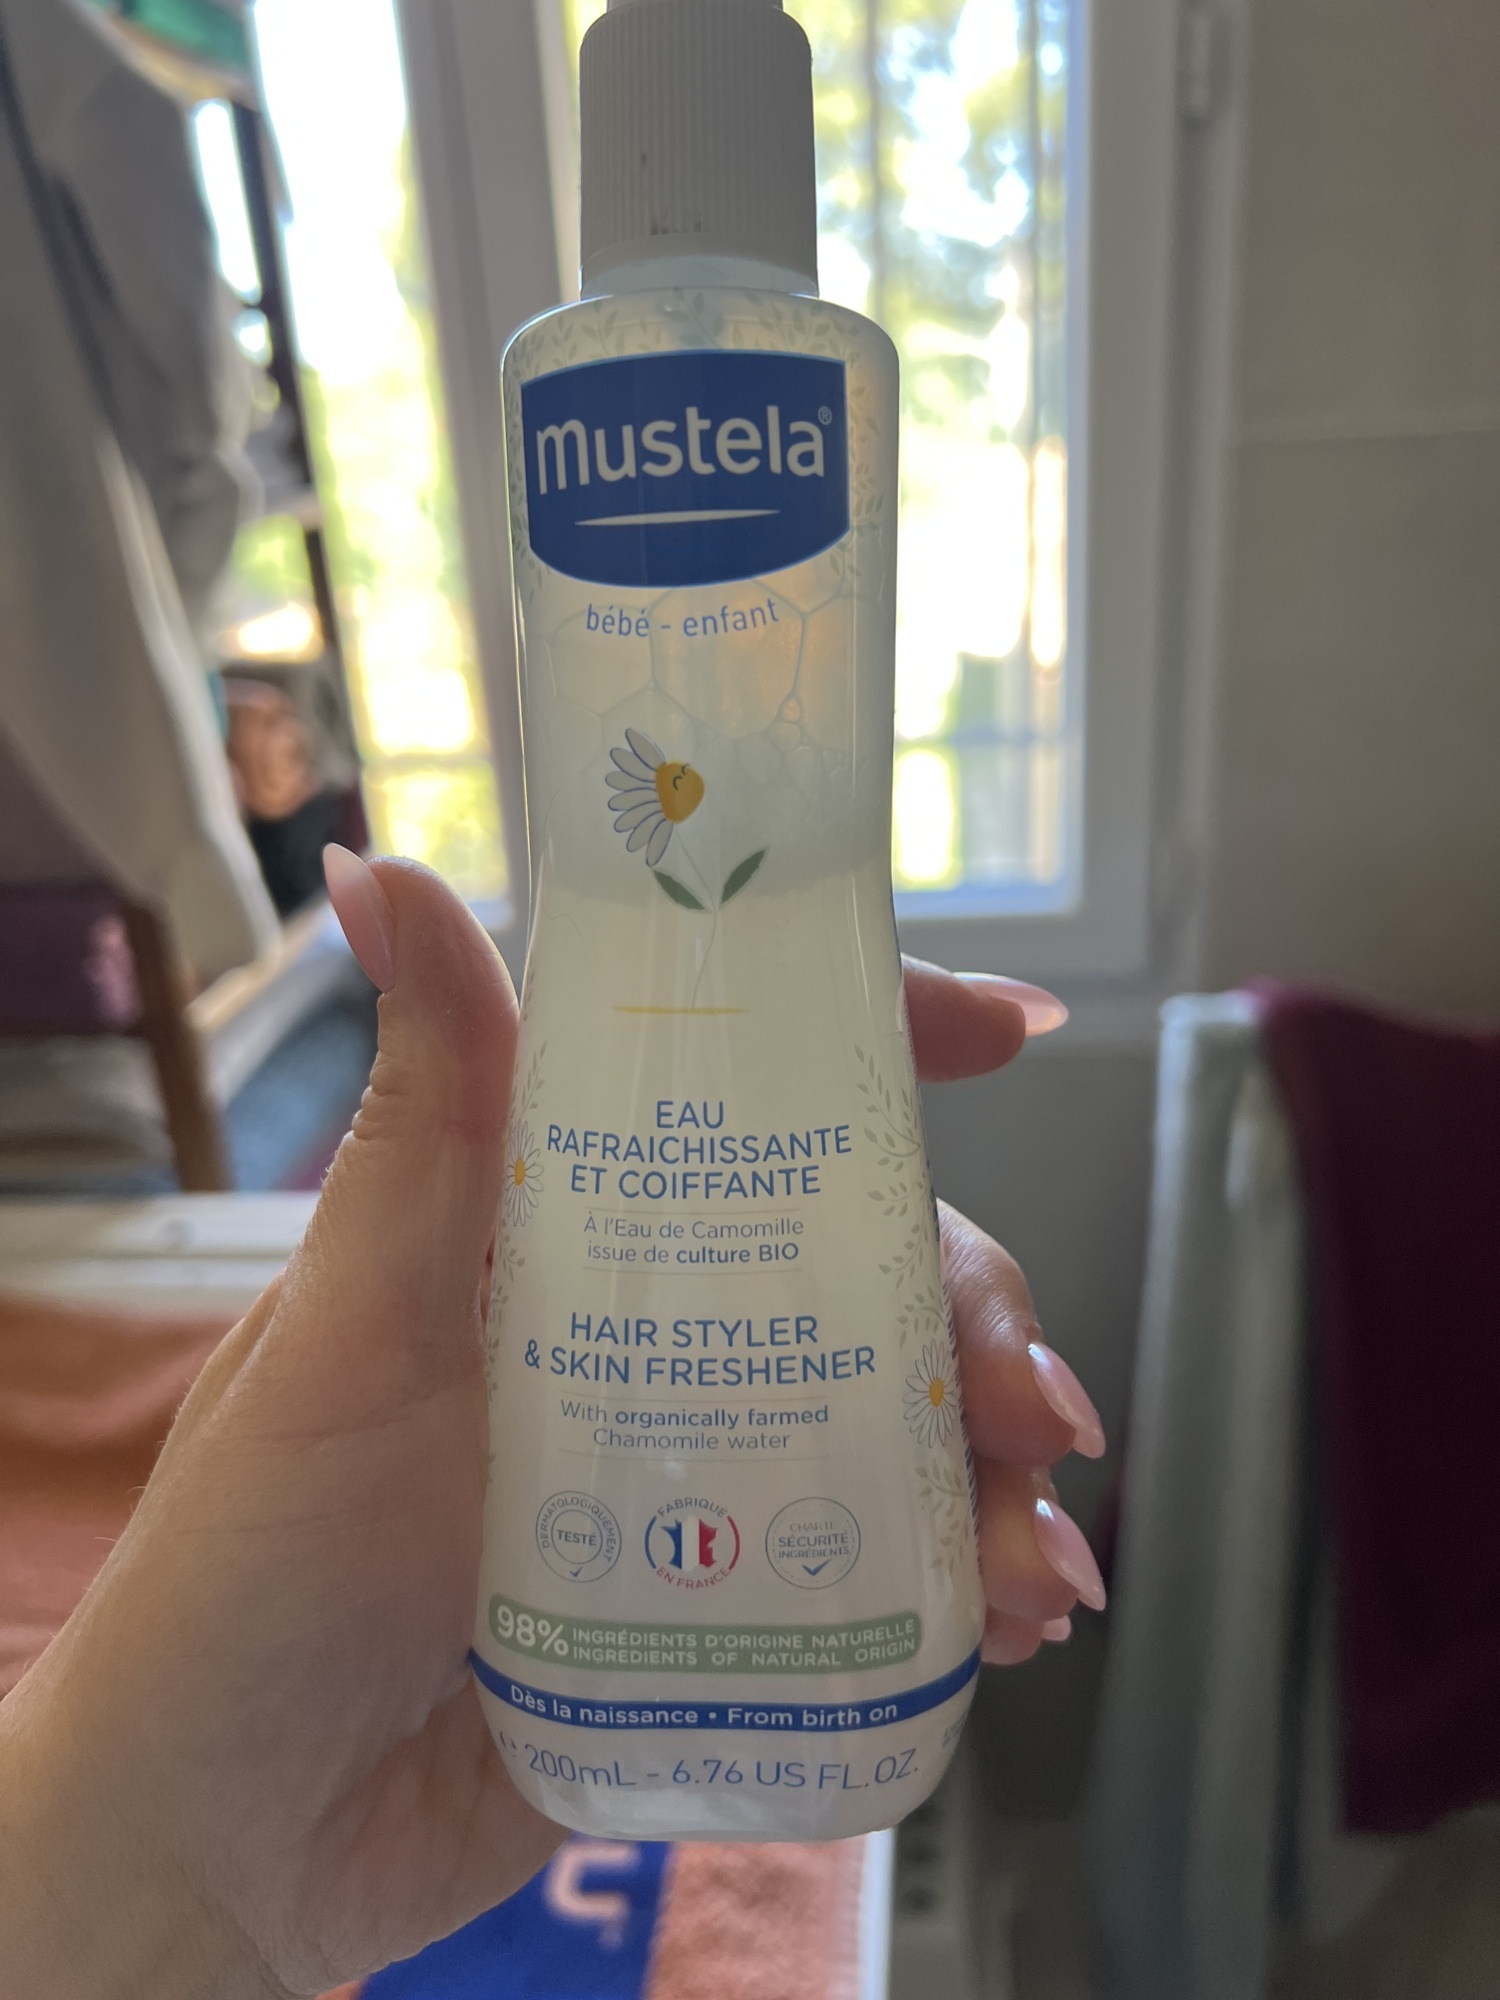 mustela®
bébé - enfant
EAU
RAFRAICHISSANTE
ET COIFFANTE
À l'Eau de Camomille
issue de culture BIO
HAIR STYLER
& SKIN FRESHENER
With organically farmed
Chamomile water
DERMATOLOGIQUEMENT
TESTÉ
FABRIQUÉ
EN FRANCE
CHARTE
SÉCURITÉ
INGRÉDIENTS
98% INGRÉDIENTS D'ORIGINE NATURELLE
INGREDIENTS OF NATURAL ORIGIN
Dès la naissance • From birth on
e 200mL - 6.76 US FL.OZ.